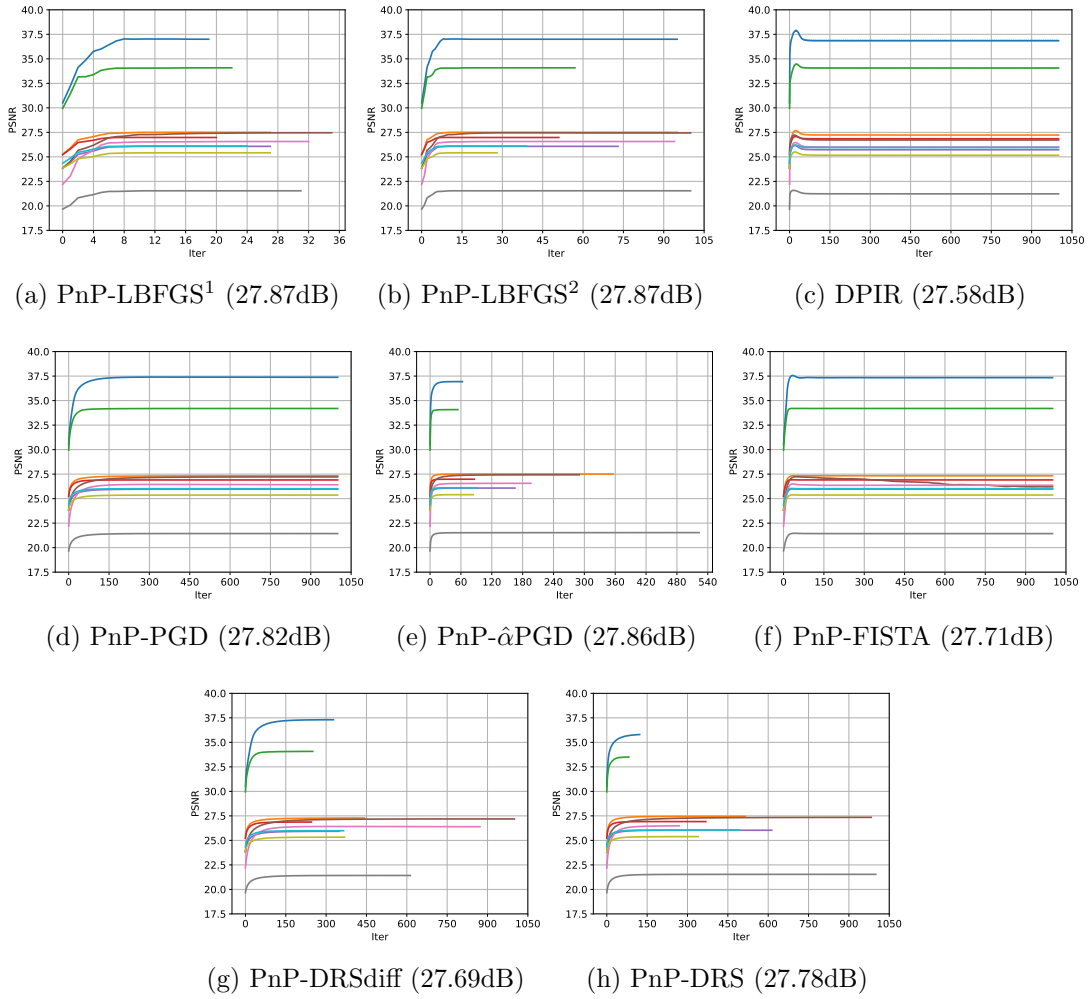 40.0
37.5
35.0
32.5
30.0
27.5
25.0
22.5
20.0
17.5
PSNR
0 4 8 12 16 20 24 28 32 36
Iter
40.0
37.5
35.0
32.5
30.0
27.5
25.0
22.5
20.0
17.5
PSNR
0 15 30 45 60 75 90 105
Iter
40.0
37.5
35.0
32.5
30.0
27.5
25.0
22.5
20.0
17.5
PSNR
0 150 300 450 600 750 900 1050
Iter
(a) PnP-LBFGS¹ (27.87dB)
(b) PnP-LBFGS² (27.87dB)
(c) DPIR (27.58dB)
40.0
37.5
35.0
32.5
30.0
27.5
25.0
22.5
20.0
17.5
PSNR
0 150 300 450 600 750 900 1050
Iter
40.0
37.5
35.0
32.5
30.0
27.5
25.0
22.5
20.0
17.5
PSNR
0 60 120 180 240 300 360 420 480 540
Iter
40.0
37.5
35.0
32.5
30.0
27.5
25.0
22.5
20.0
17.5
PSNR
0 150 300 450 600 750 900 1050
Iter
(d) PnP-PGD (27.82dB)
(e) PnP-α̂PGD (27.86dB)
(f) PnP-FISTA (27.71dB)
40.0
37.5
35.0
32.5
30.0
27.5
25.0
22.5
20.0
17.5
PSNR
0 150 300 450 600 750 900 1050
Iter
40.0
37.5
35.0
32.5
30.0
27.5
25.0
22.5
20.0
17.5
PSNR
0 150 300 450 600 750 900 1050
Iter
(g) PnP-DRSdiff (27.69dB)
(h) PnP-DRS (27.78dB)